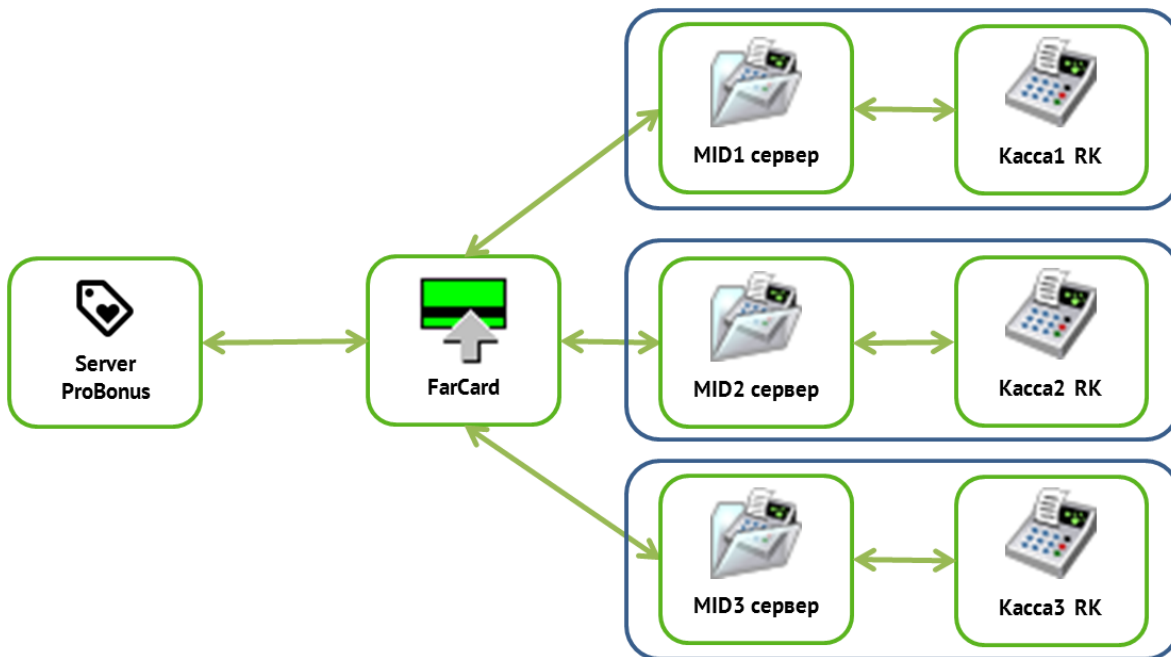 MID1 сервер
Касса1 RK
Server
ProBonus
FarCard
MID2 сервер
Касса2 RK
MID3 сервер
Касса3 RK